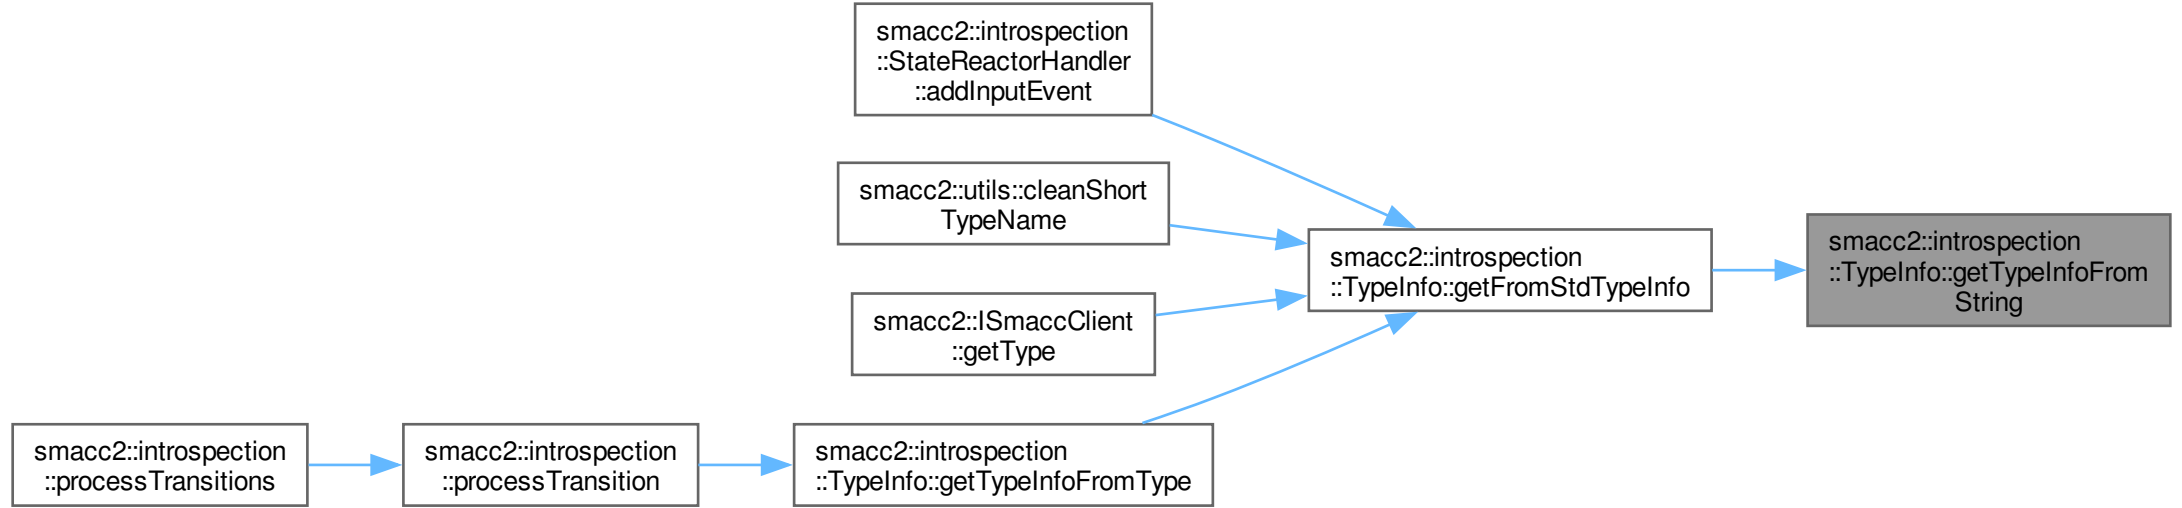 smacc2::introspection
::StateReactorHandler
::addInputEvent
smacc2::utils::cleanShort
TypeName
smacc2::introspection
::TypeInfo::getFromStdTypeInfo
smacc2::introspection
::TypeInfo::getTypeInfoFrom
String
smacc2::ISmaccClient
::getType
smacc2::introspection
::processTransitions
smacc2::introspection
::processTransition
smacc2::introspection
::TypeInfo::getTypeInfoFromType